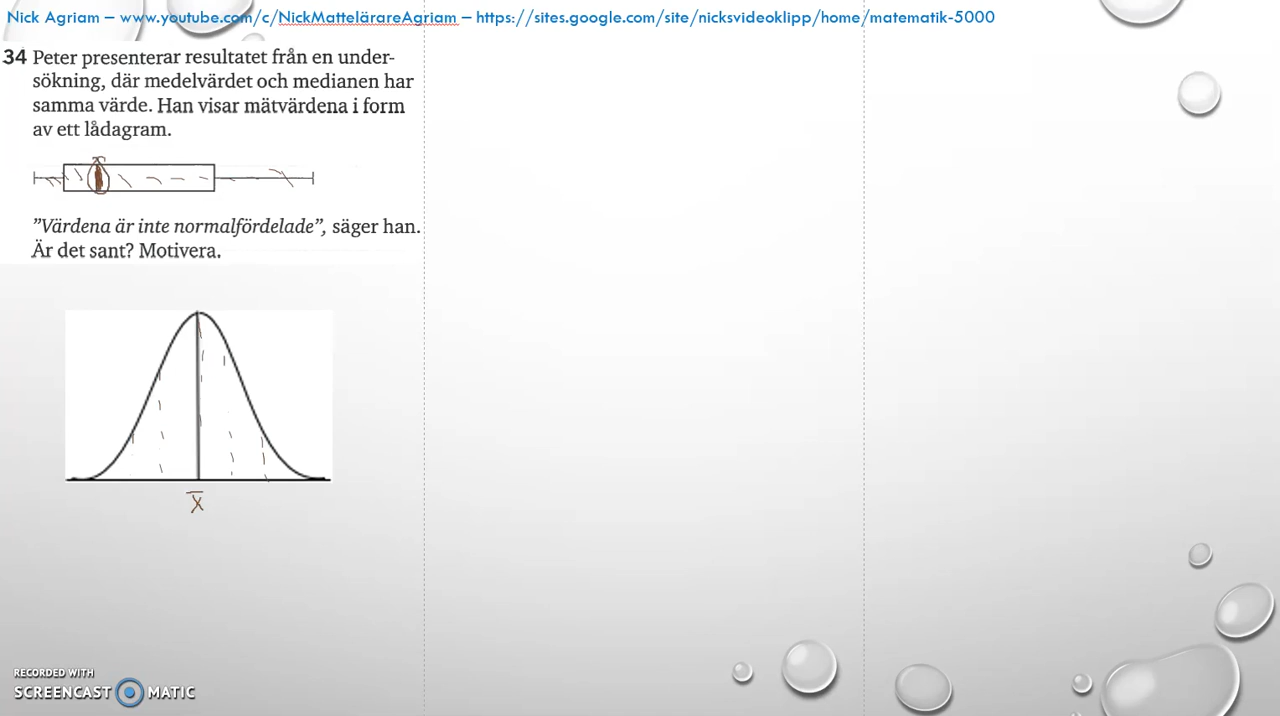 Nick Agriam – www.youtube.com/c/NickMattelärareAgriam – https://sites.google.com/site/nicksvideoklipp/home/matematik-5000
34 Peter presenterar resultatet från en under-
sökning, där medelvärdet och medianen har
samma värde. Han visar mätvärdena i form
av ett lådagram.
x̄
"Värdena är inte normalfördelade", säger han.
Är det sant? Motivera.
x̄
RECORDED WITH
SCREENCAST MATIC